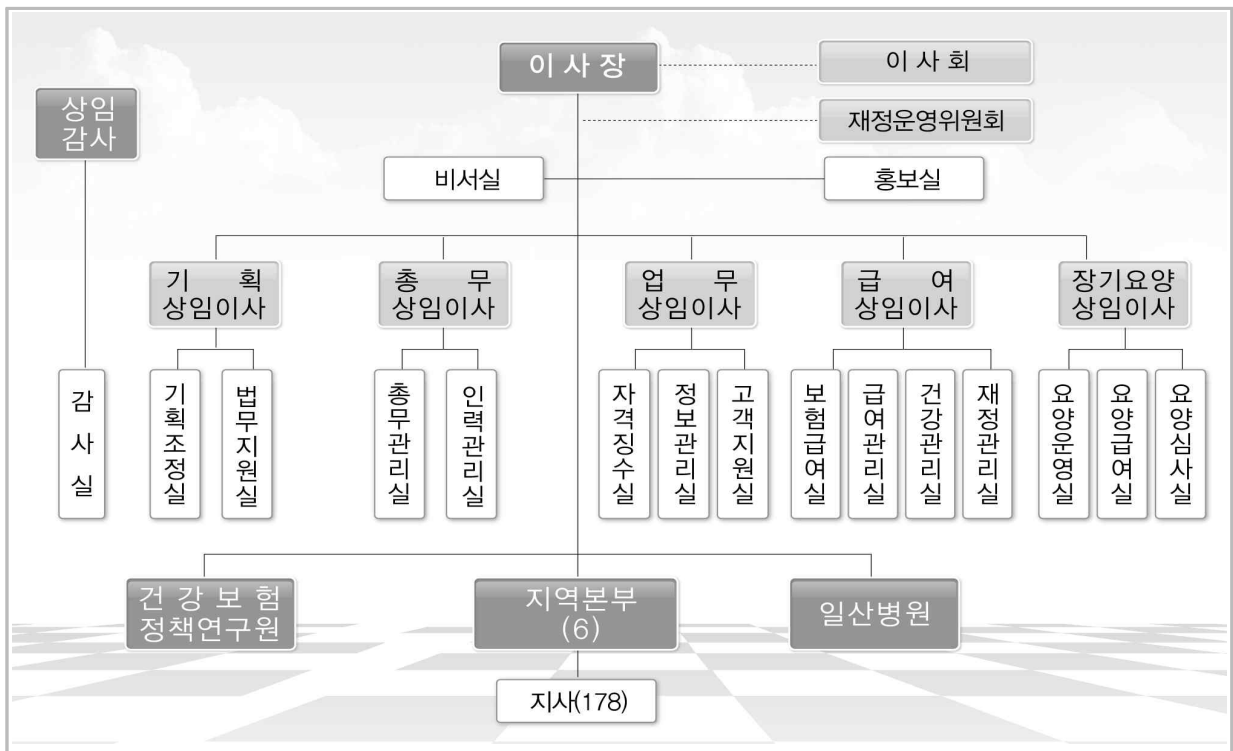 이 사 장
이 사 회
상임
감사
재정운영위원회
비서실
홍보실
기 획
상임이사
총 무
상임이사
업 무
상임이사
급 여
상임이사
장기요양
상임이사
감사실
기획조정실
법무지원실
총무관리실
인력관리실
자격징수실
정보관리실
고객지원실
보험급여실
급여관리실
건강관리실
재정관리실
요양운영실
요양급여실
요양심사실
건 강 보 험
정책연구원
지역본부
(6)
일산병원
지사(178)